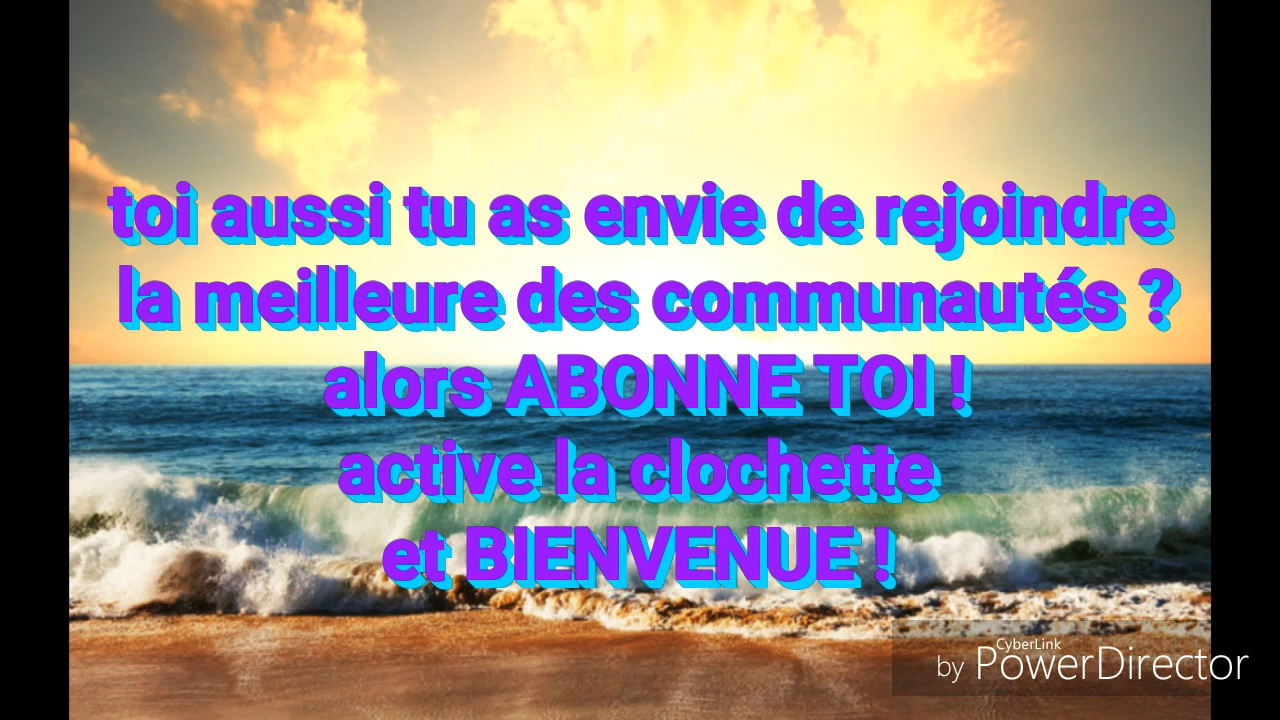 toi aussi tu as envie de rejoindre
la meilleure des communautés ?
alors ABONNE TOI !
active la clochette
et BIENVENUE !
CyberLink
by PowerDirector